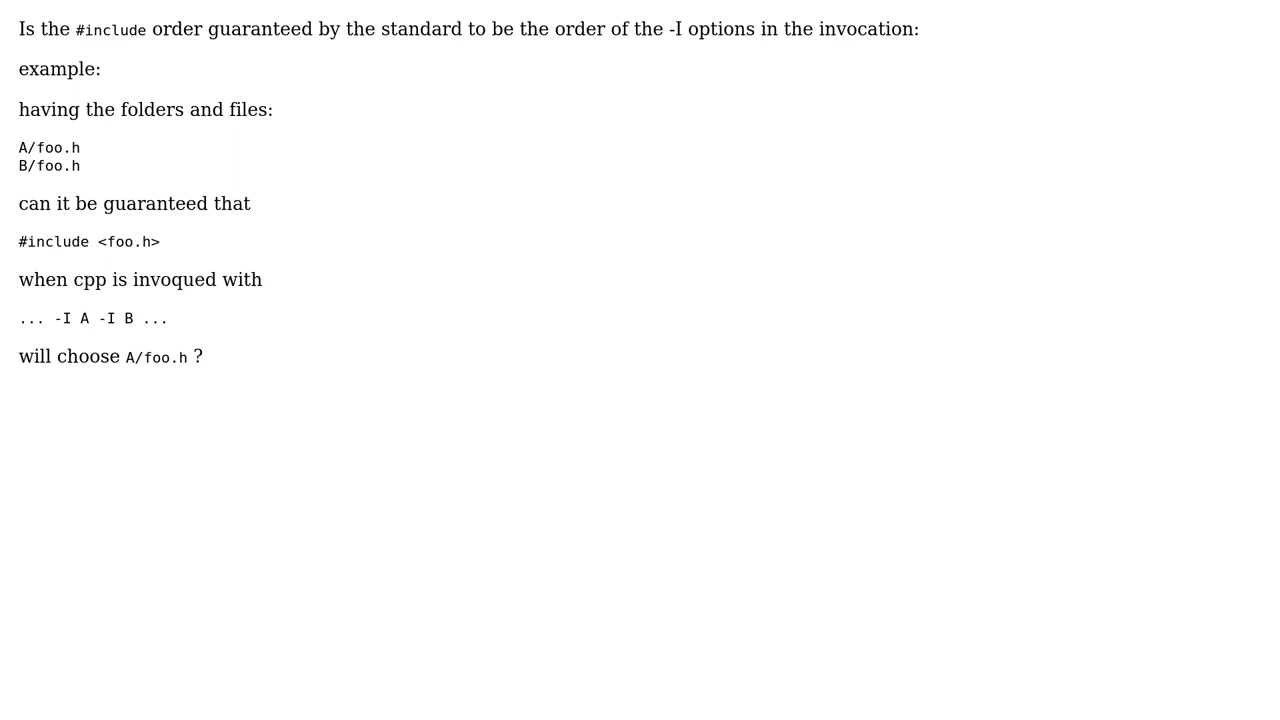 Is the #include order guaranteed by the standard to be the order of the -I options in the invocation:
example:
having the folders and files:
A/foo.h
B/foo.h
can it be guaranteed that
#include <foo.h>
when cpp is invoqued with
... -I A -I B ...
will choose A/foo.h ?